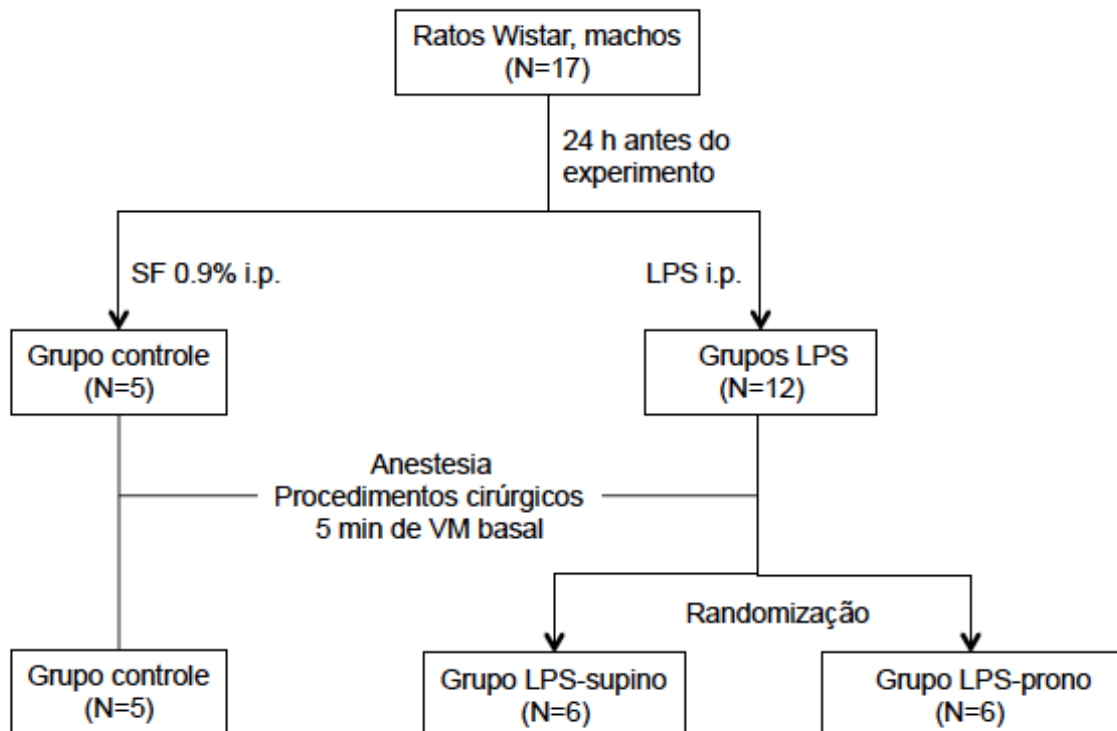 Ratos Wistar, machos
(N=17)
24 h antes do
experimento
SF 0.9% i.p.
LPS i.p.
Grupo controle
(N=5)
Grupos LPS
(N=12)
Anestesia
Procedimentos cirúrgicos
5 min de VM basal
Randomização
Grupo controle
(N=5)
Grupo LPS-supino
(N=6)
Grupo LPS-prono
(N=6)